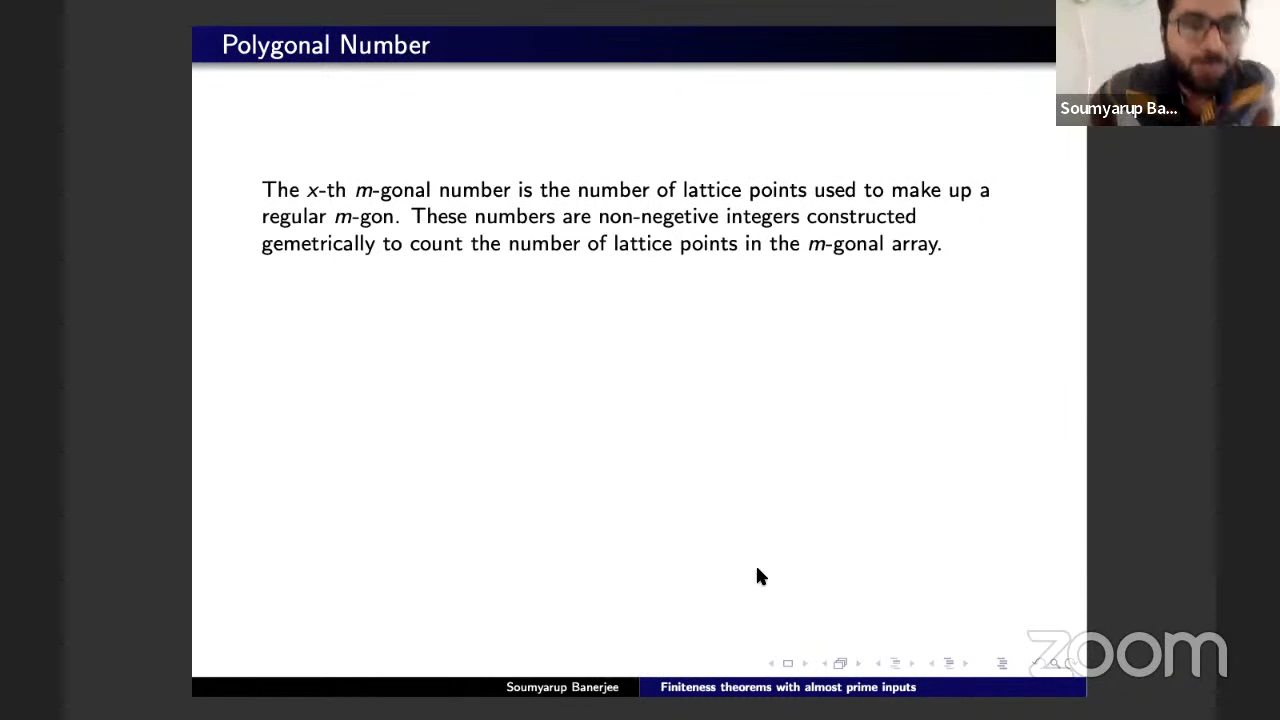 Polygonal Number
Soumyarup Ba...
The x-th m-gonal number is the number of lattice points used to make up a
regular m-gon. These numbers are non-negetive integers constructed
gemetrically to count the number of lattice points in the m-gonal array.
zoom
Soumyarup Banerjee
Finiteness theorems with almost prime inputs